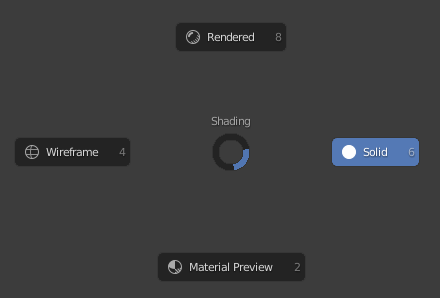 Rendered 8
Shading
Wireframe 4
Solid 6
Material Preview 2